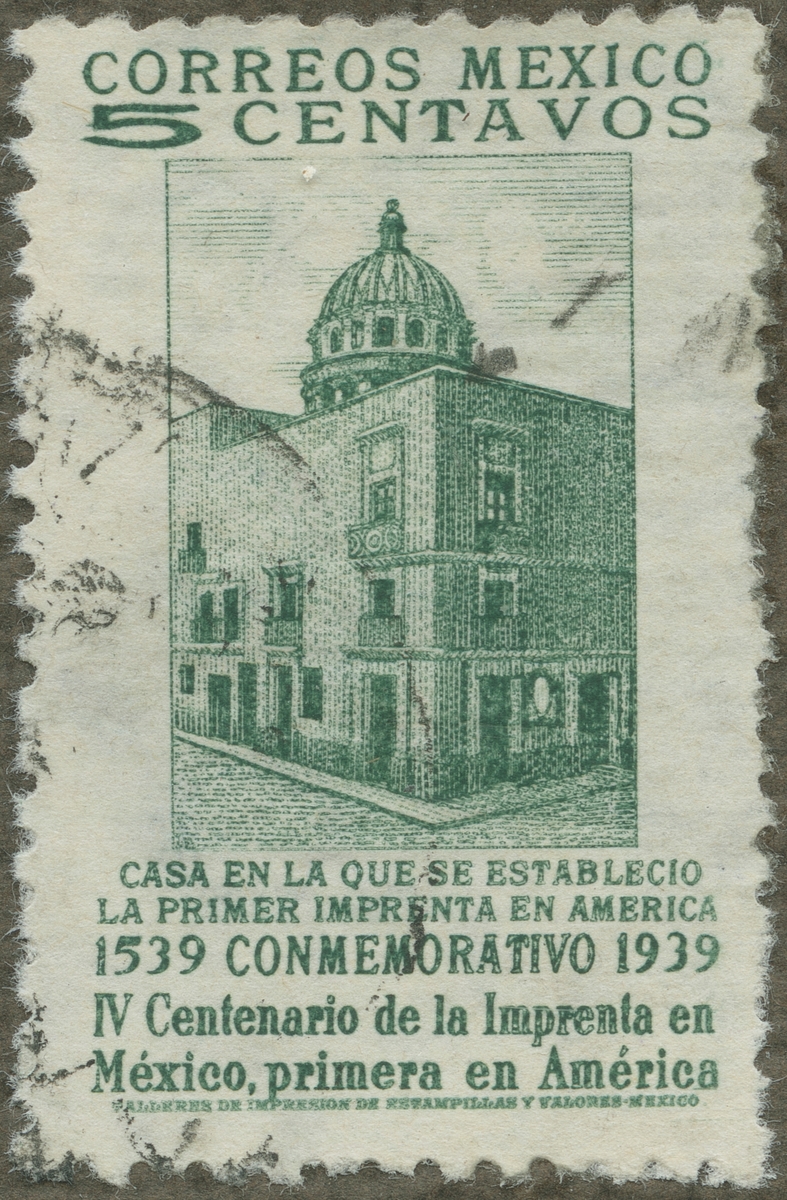 CORREOS MEXICO
5 CENTAVOS
CASA EN LA QUE SE ESTABLECIO
LA PRIMER IMPRENTA EN AMERICA
1539 CONMEMORATIVO 1939
IV Centenario de la Imprenta en
México, primera en América
TALLERES DE IMPRESION DE ESTAMPILLAS Y VALORES-MEXICO